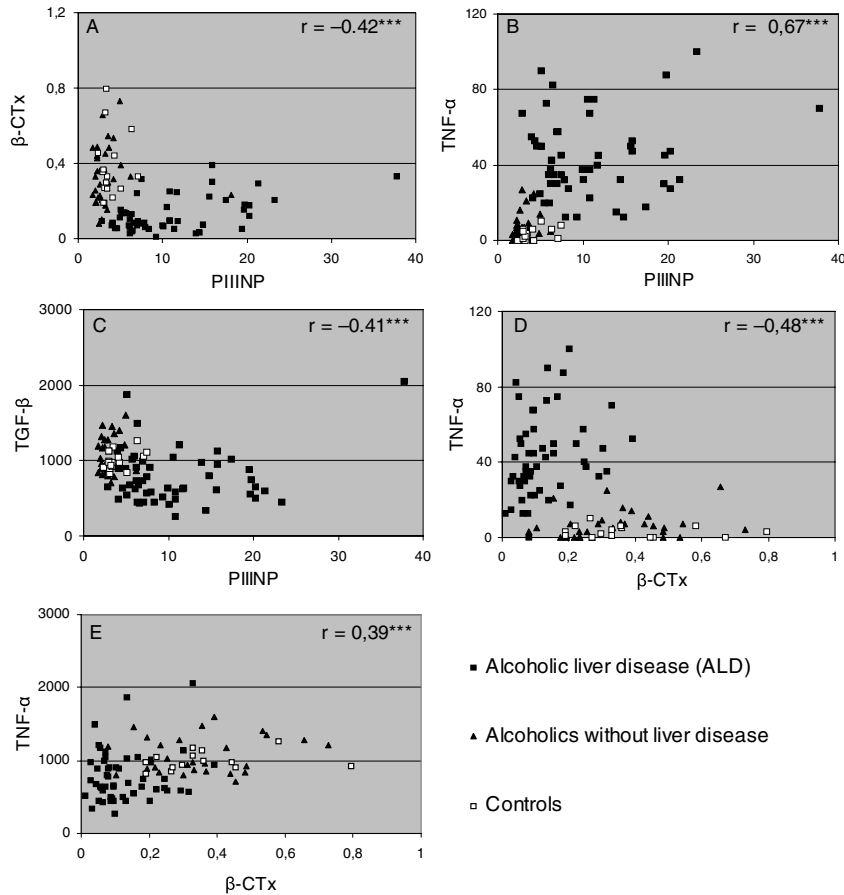 A
r = –0.42***
1,2
0,8
0,4
0
β-CTx
0 10 20 30 40
PIIINP
B
r = 0,67***
120
80
40
0
TNF-α
0 10 20 30 40
PIIINP
C
r = –0.41***
3000
2000
1000
0
TGF-β
0 10 20 30 40
PIIINP
D
r = –0,48***
120
80
40
0
TNF-α
0 0,2 0,4 0,6 0,8 1
β-CTx
E
r = 0,39***
3000
2000
1000
0
TNF-α
0 0,2 0,4 0,6 0,8 1
β-CTx
Alcoholic liver disease (ALD)
Alcoholics without liver disease
Controls